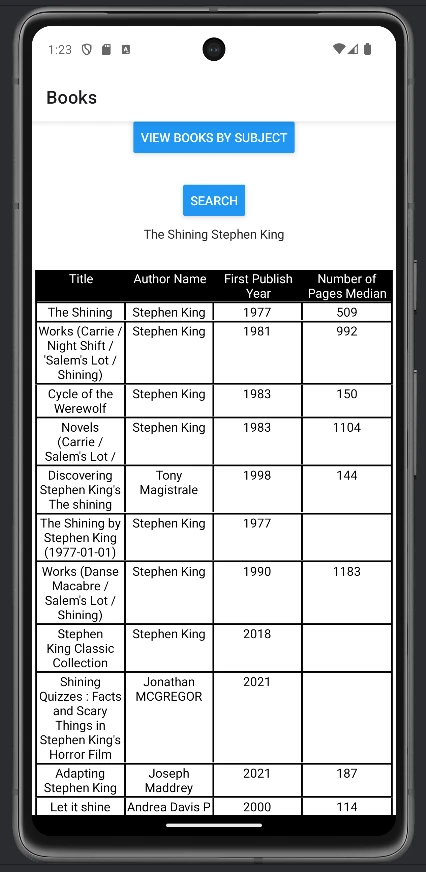 1:23
Books
VIEW BOOKS BY SUBJECT
SEARCH
The Shining Stephen King
Title Author Name First Publish Number of
Year Pages Median
The Shining Stephen King 1977 509
Works (Carrie / Stephen King 1981 992
Night Shift /
'Salem's Lot /
Shining)
Cycle of the Stephen King 1983 150
Werewolf
Novels Stephen King 1983 1104
(Carrie /
Salem's Lot /
Discovering Tony 1998 144
Stephen King's Magistrale
The shining
The Shining by Stephen King 1977
Stephen King
(1977-01-01)
Works (Danse Stephen King 1990 1183
Macabre /
Salem's Lot /
Shining)
Stephen Stephen King 2018
King Classic
Collection
Shining Jonathan 2021
Quizzes : Facts MCGREGOR
and Scary
Things in
Stephen King's
Horror Film
Adapting Joseph 2021 187
Stephen King Maddrey
Let it shine Andrea Davis P 2000 114